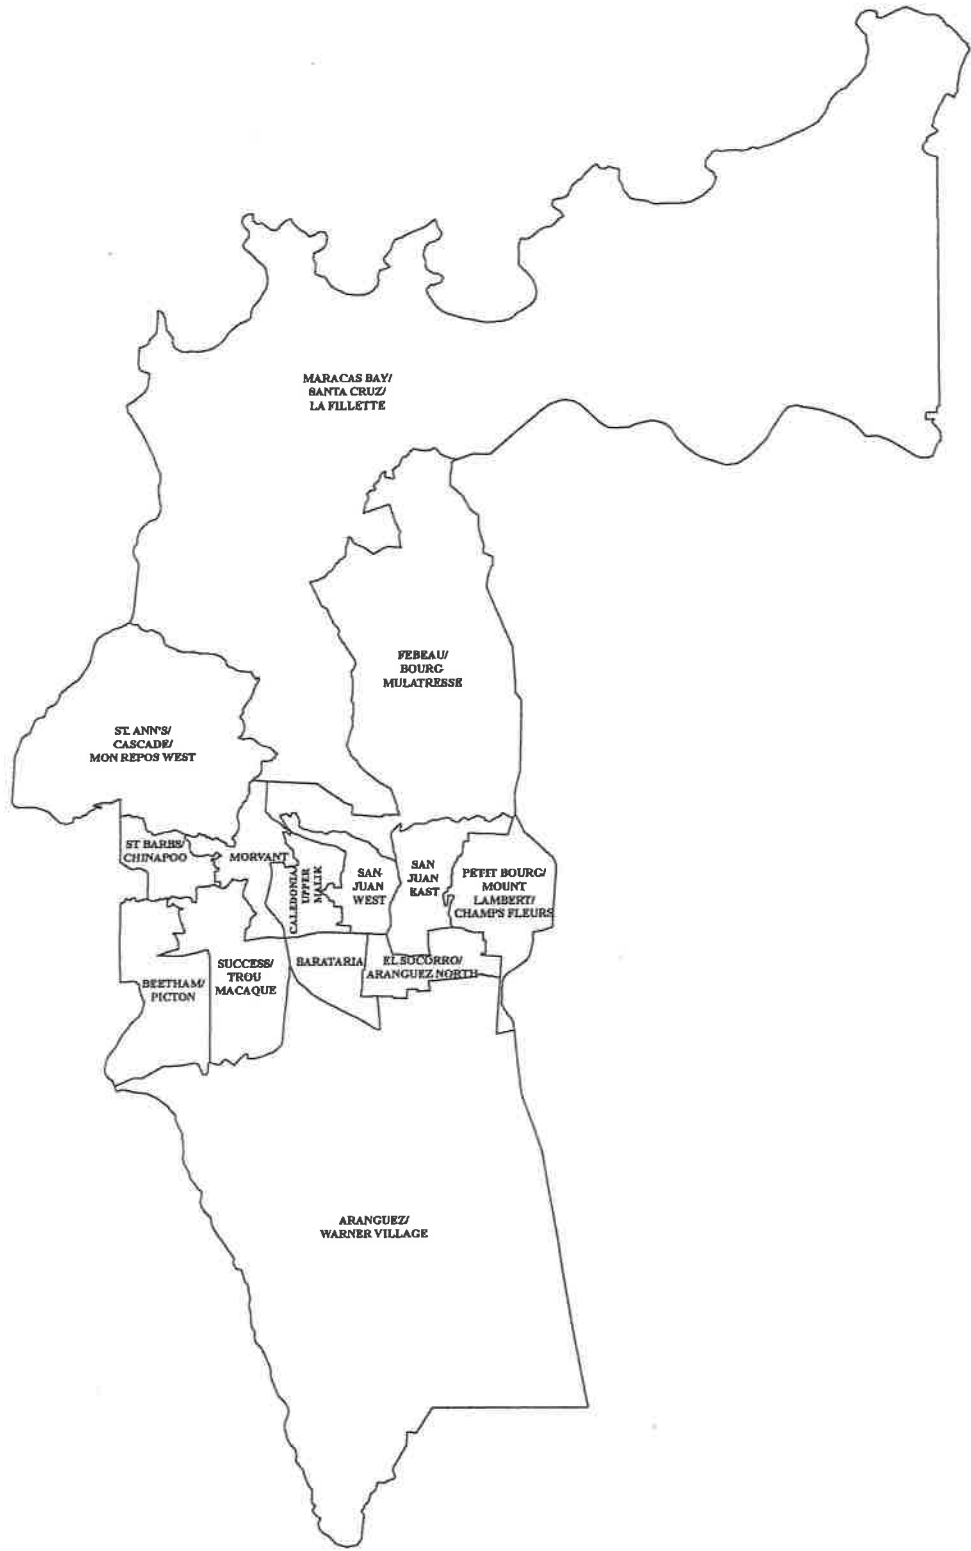 MARACAS BAY/
SANTA CRUZ/
LA FILLETTE
FEBEAU/
BOURG
MULATRESSE
ST. ANN'S/
CASCADE/
MON REPOS WEST
ST BARBS/
CHINAPOO
MORVANT
CALEDONIA/
UPPER
MALIK
SAN
JUAN
WEST
SAN
JUAN
EAST
PETIT BOURG/
MOUNT
LAMBERT/
CHAMPS FLEURS
BEETHAM/
PICTON
SUCCESS/
TROU
MACAQUE
BARATARIA
EL SOCORRO/
ARANGUEZ NORTH
ARANGUEZ/
WARNER VILLAGE